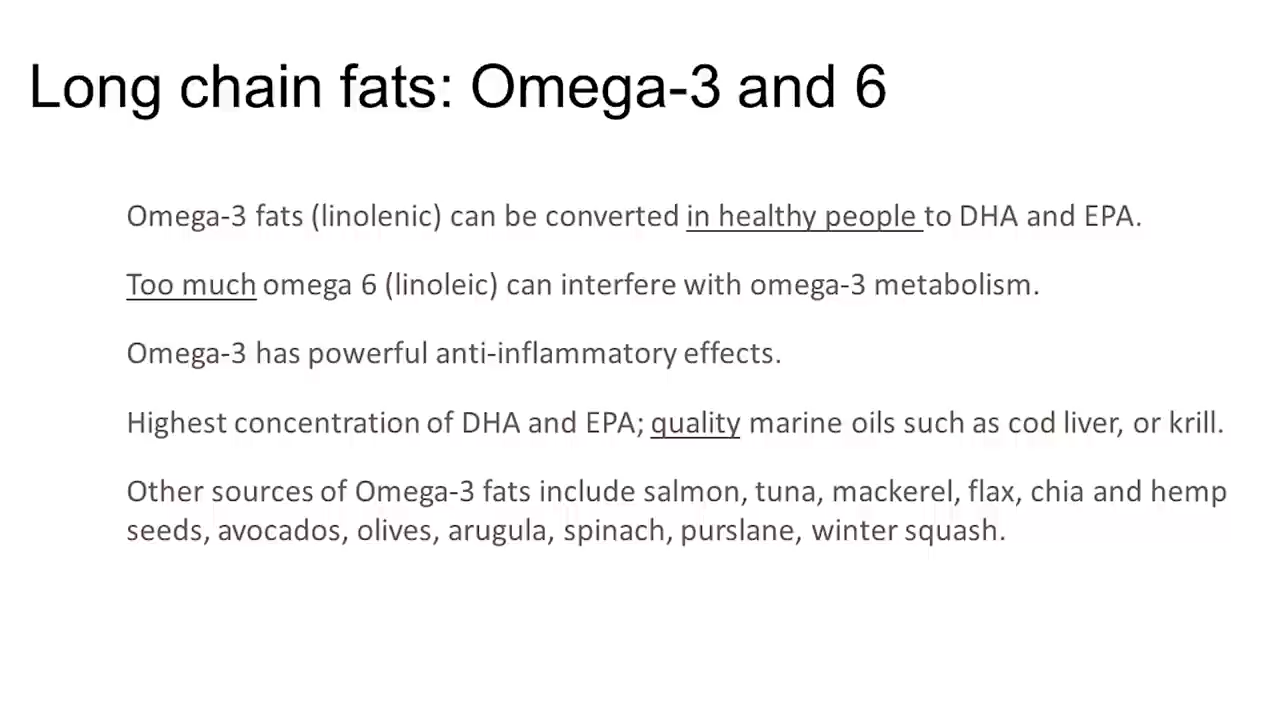 Long chain fats: Omega-3 and 6
Omega-3 fats (linolenic) can be converted in healthy people to DHA and EPA.
Too much omega 6 (linoleic) can interfere with omega-3 metabolism.
Omega-3 has powerful anti-inflammatory effects.
Highest concentration of DHA and EPA; quality marine oils such as cod liver, or krill.
Other sources of Omega-3 fats include salmon, tuna, mackerel, flax, chia and hemp
seeds, avocados, olives, arugula, spinach, purslane, winter squash.